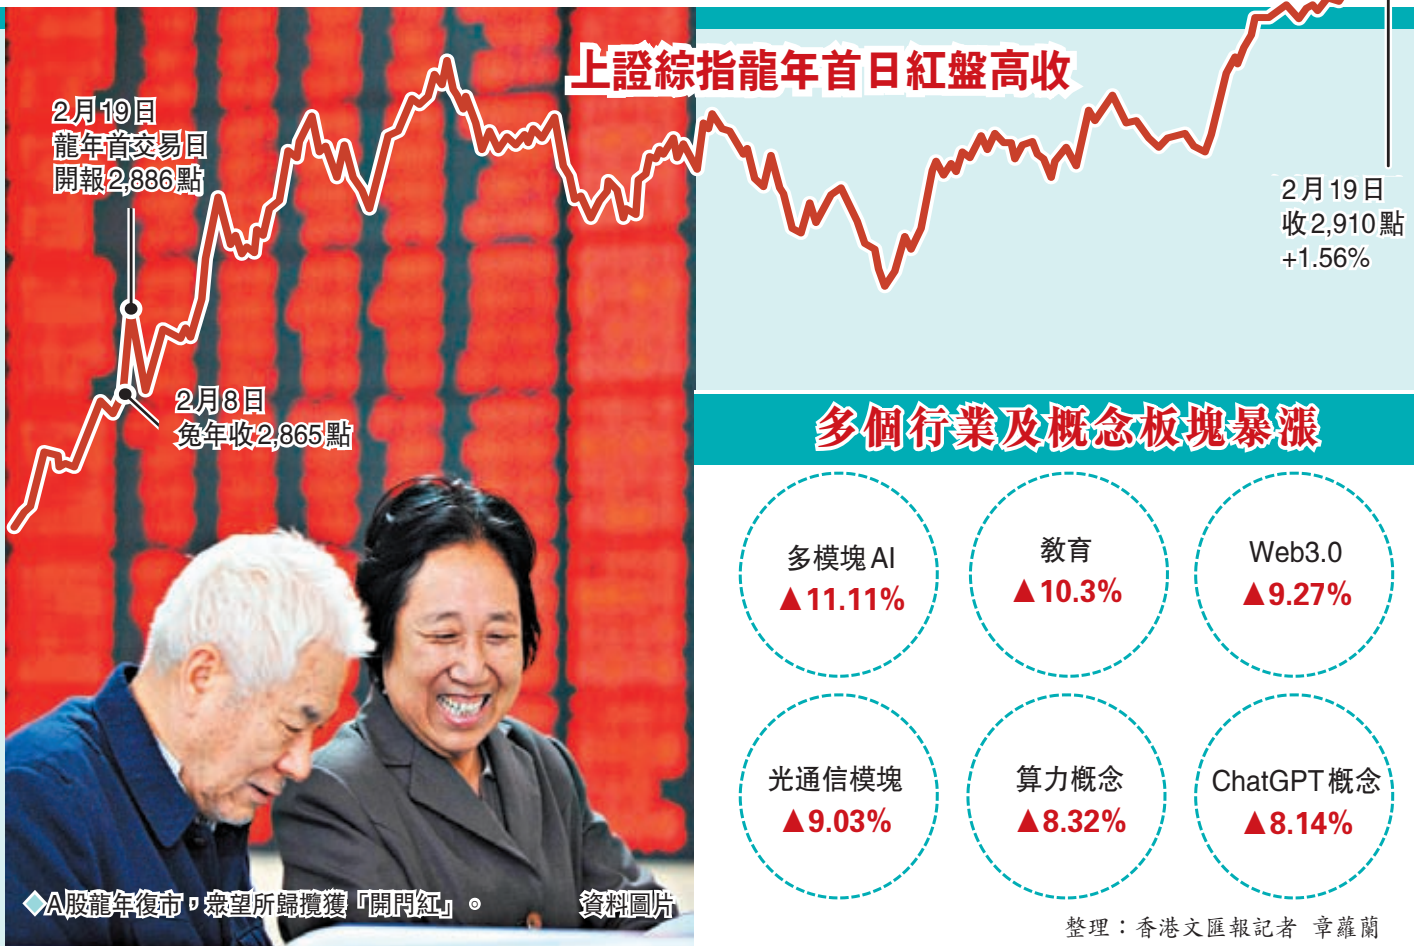 上證綜指龍年首日紅盤高收
2月19日
龍年首交易日
開報2,886點
2月8日
兔年收2,865點
2月19日
收2,910點
+1.56%
多個行業及概念板塊暴漲
多模塊AI
▲11.11%
教育
▲10.3%
Web3.0
▲9.27%
光通信模塊
▲9.03%
算力概念
▲8.32%
ChatGPT概念
▲8.14%
◆A股龍年復市，眾望所歸攬獲「開門紅」。 資料圖片
整理：香港文匯報記者 章蘿蘭